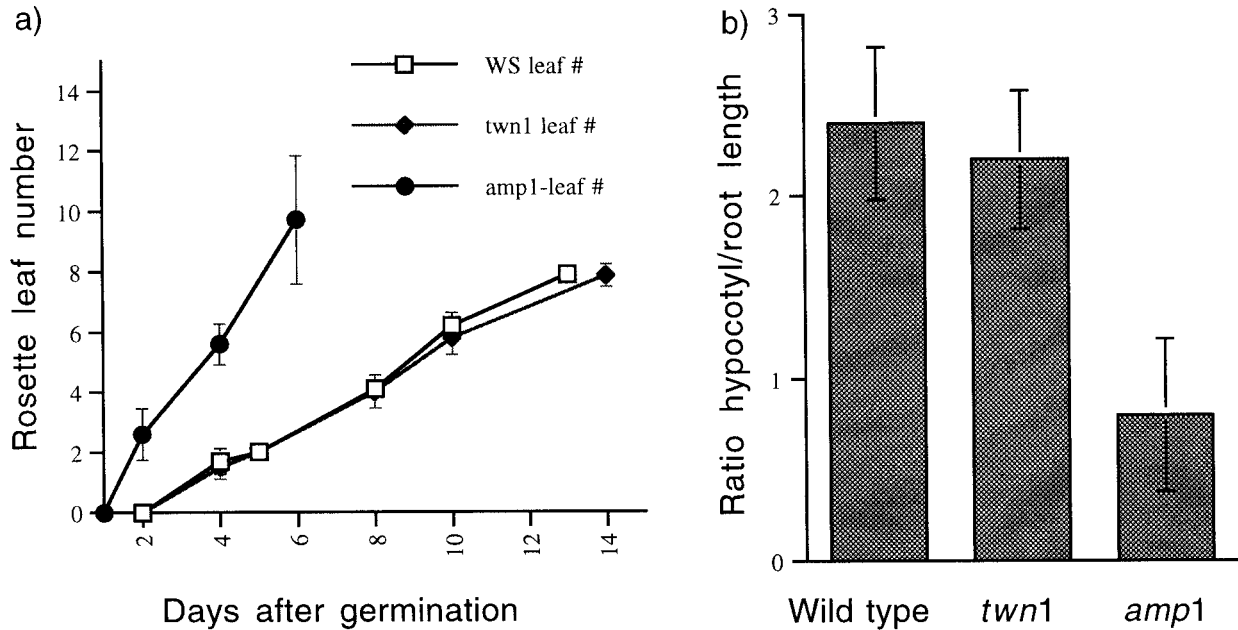 a)
WS leaf #
twn1 leaf #
amp1-leaf #
Rosette leaf number
14
12
10
8
6
4
2
0
2
4
6
8
10
12
14
Days after germination
b)
Ratio hypocotyl/root length
3
2
1
0
Wild type
twn1
amp1